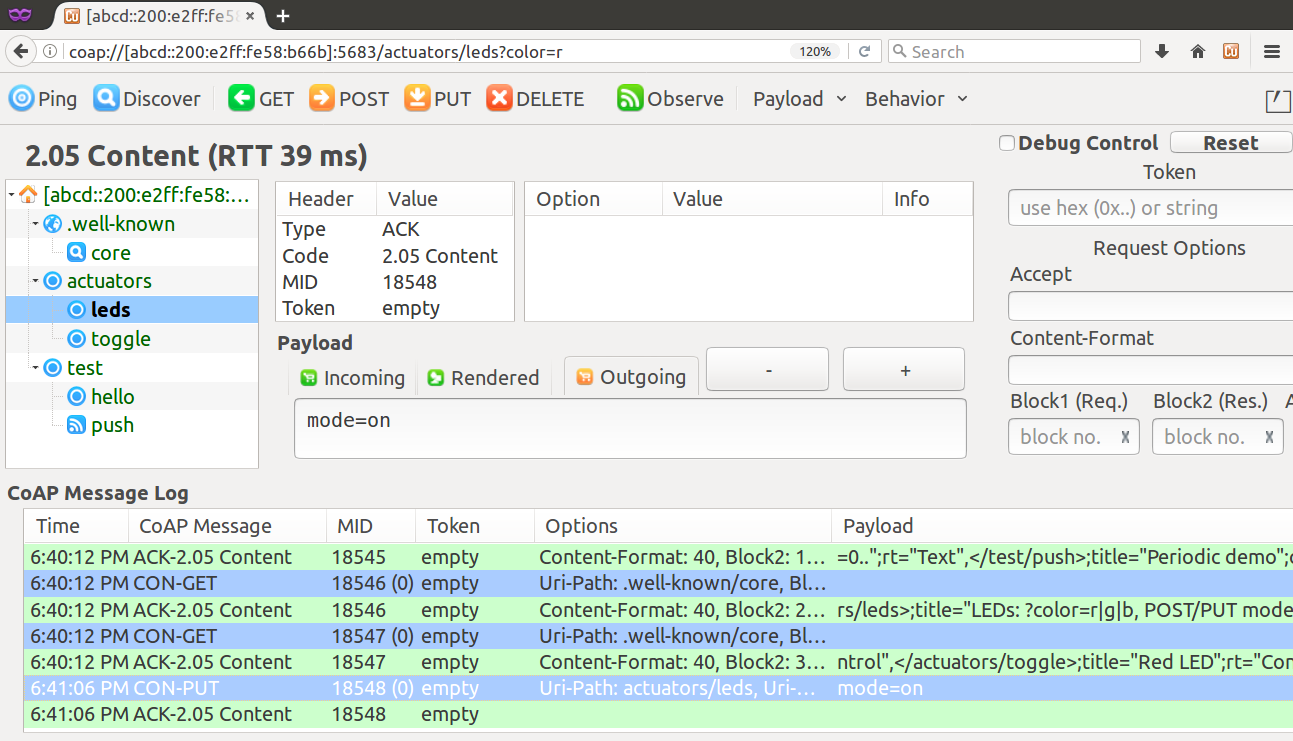 [abcd::200:e2ff:fe58
coap://[abcd::200:e2ff:fe58:b66b]:5683/actuators/leds?color=r 120% Search
Ping Discover GET POST PUT DELETE Observe Payload Behavior
2.05 Content (RTT 39 ms)
Debug Control Reset
Token
use hex (0x..) or string
Request Options
Accept
Content-Format
Block1 (Req.) Block2 (Res.) A
block no. x block no. x
[abcd::200:e2ff:fe58:...
.well-known
core
actuators
leds
toggle
test
hello
push
Header Value
Type ACK
Code 2.05 Content
MID 18548
Token empty
Option Value Info
Payload
Incoming Rendered Outgoing - +
mode=on
CoAP Message Log
Time CoAP Message MID Token Options Payload
6:40:12 PM ACK-2.05 Content 18545 empty Content-Format: 40, Block2: 1... =0..";rt="Text",</test/push>;title="Periodic demo";
6:40:12 PM CON-GET 18546 (0) empty Uri-Path: .well-known/core, Bl...
6:40:12 PM ACK-2.05 Content 18546 empty Content-Format: 40, Block2: 2... rs/leds>;title="LEDs: ?color=r|g|b, POST/PUT mode
6:40:12 PM CON-GET 18547 (0) empty Uri-Path: .well-known/core, Bl...
6:40:12 PM ACK-2.05 Content 18547 empty Content-Format: 40, Block2: 3... ntrol",</actuators/toggle>;title="Red LED";rt="Con
6:41:06 PM CON-PUT 18548 (0) empty Uri-Path: actuators/leds, Uri-... mode=on
6:41:06 PM ACK-2.05 Content 18548 empty